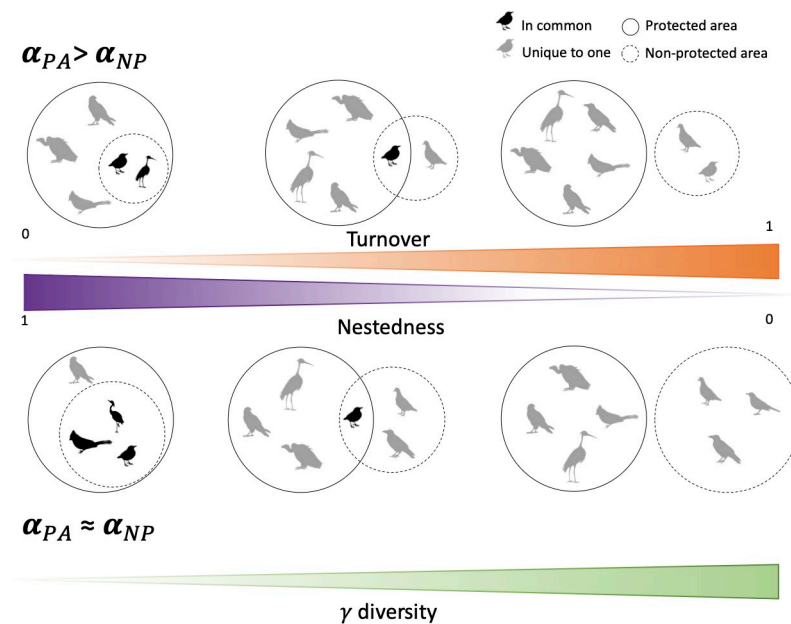 In common
Protected area
Unique to one
Non-protected area
α_PA > α_NP
0
1
Turnover
1
0
Nestedness
α_PA ≈ α_NP
γ diversity